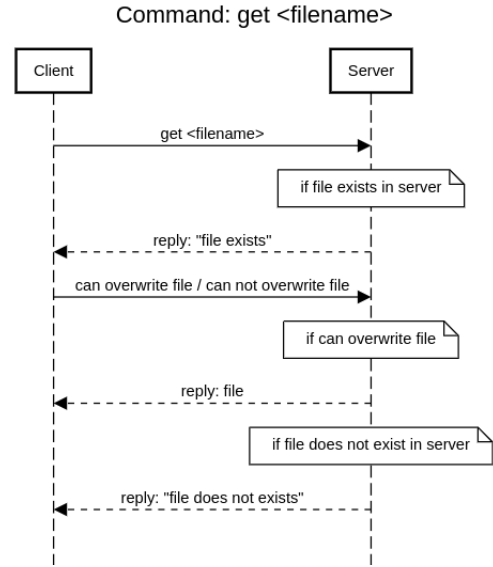 Command: get <filename>
Client
Server
get <filename>
if file exists in server
reply: "file exists"
can overwrite file / can not overwrite file
if can overwrite file
reply: file
if file does not exist in server
reply: "file does not exists"